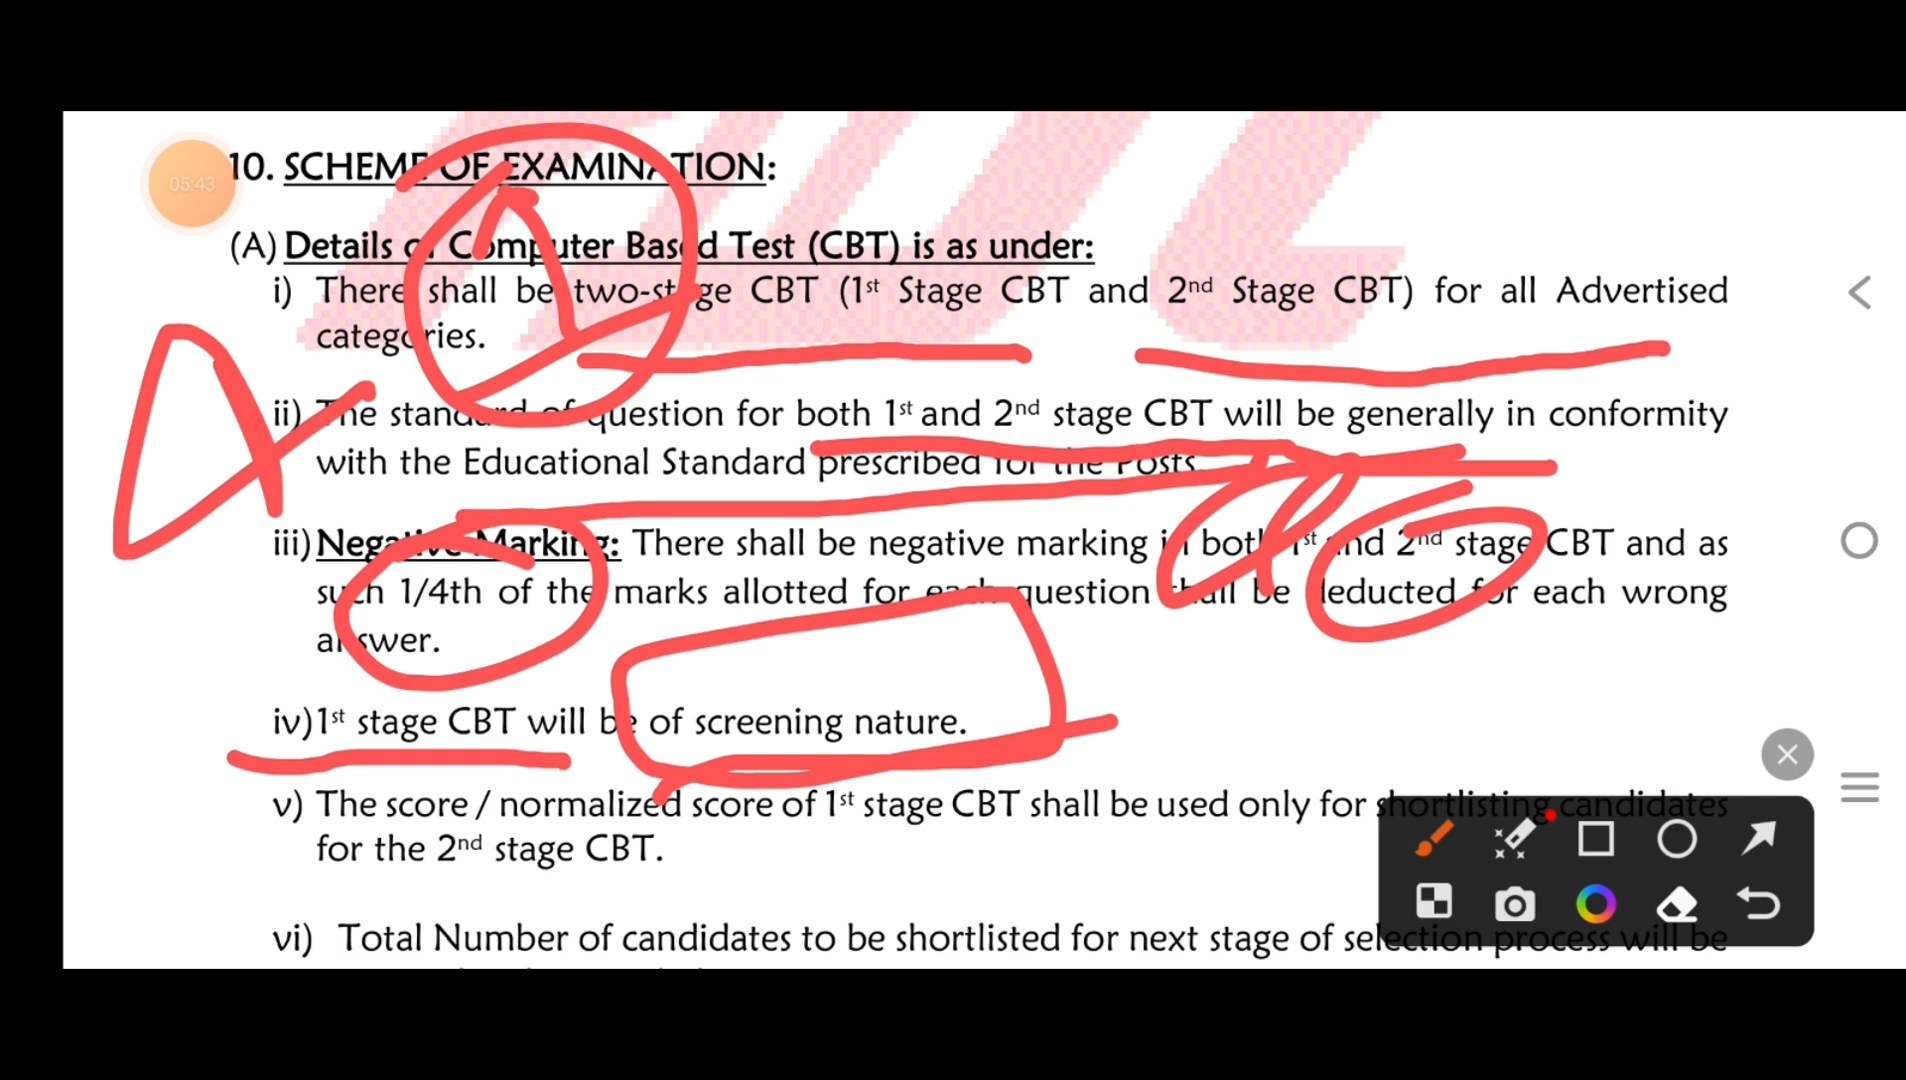 05:43
10. SCHEME OF EXAMINATION:
(A) Details of Computer Based Test (CBT) is as under:
i) There shall be two-stage CBT (1st Stage CBT and 2nd Stage CBT) for all Advertised
categories.
ii) The standard of question for both 1st and 2nd stage CBT will be generally in conformity
with the Educational Standard prescribed for the Posts.
iii) Negative Marking: There shall be negative marking in both 1st and 2nd stage CBT and as
such 1/4th of the marks allotted for each question shall be deducted for each wrong
answer.
iv) 1st stage CBT will be of screening nature.
v) The score / normalized score of 1st stage CBT shall be used only for shortlisting candidates
for the 2nd stage CBT.
vi) Total Number of candidates to be shortlisted for next stage of selection process will be